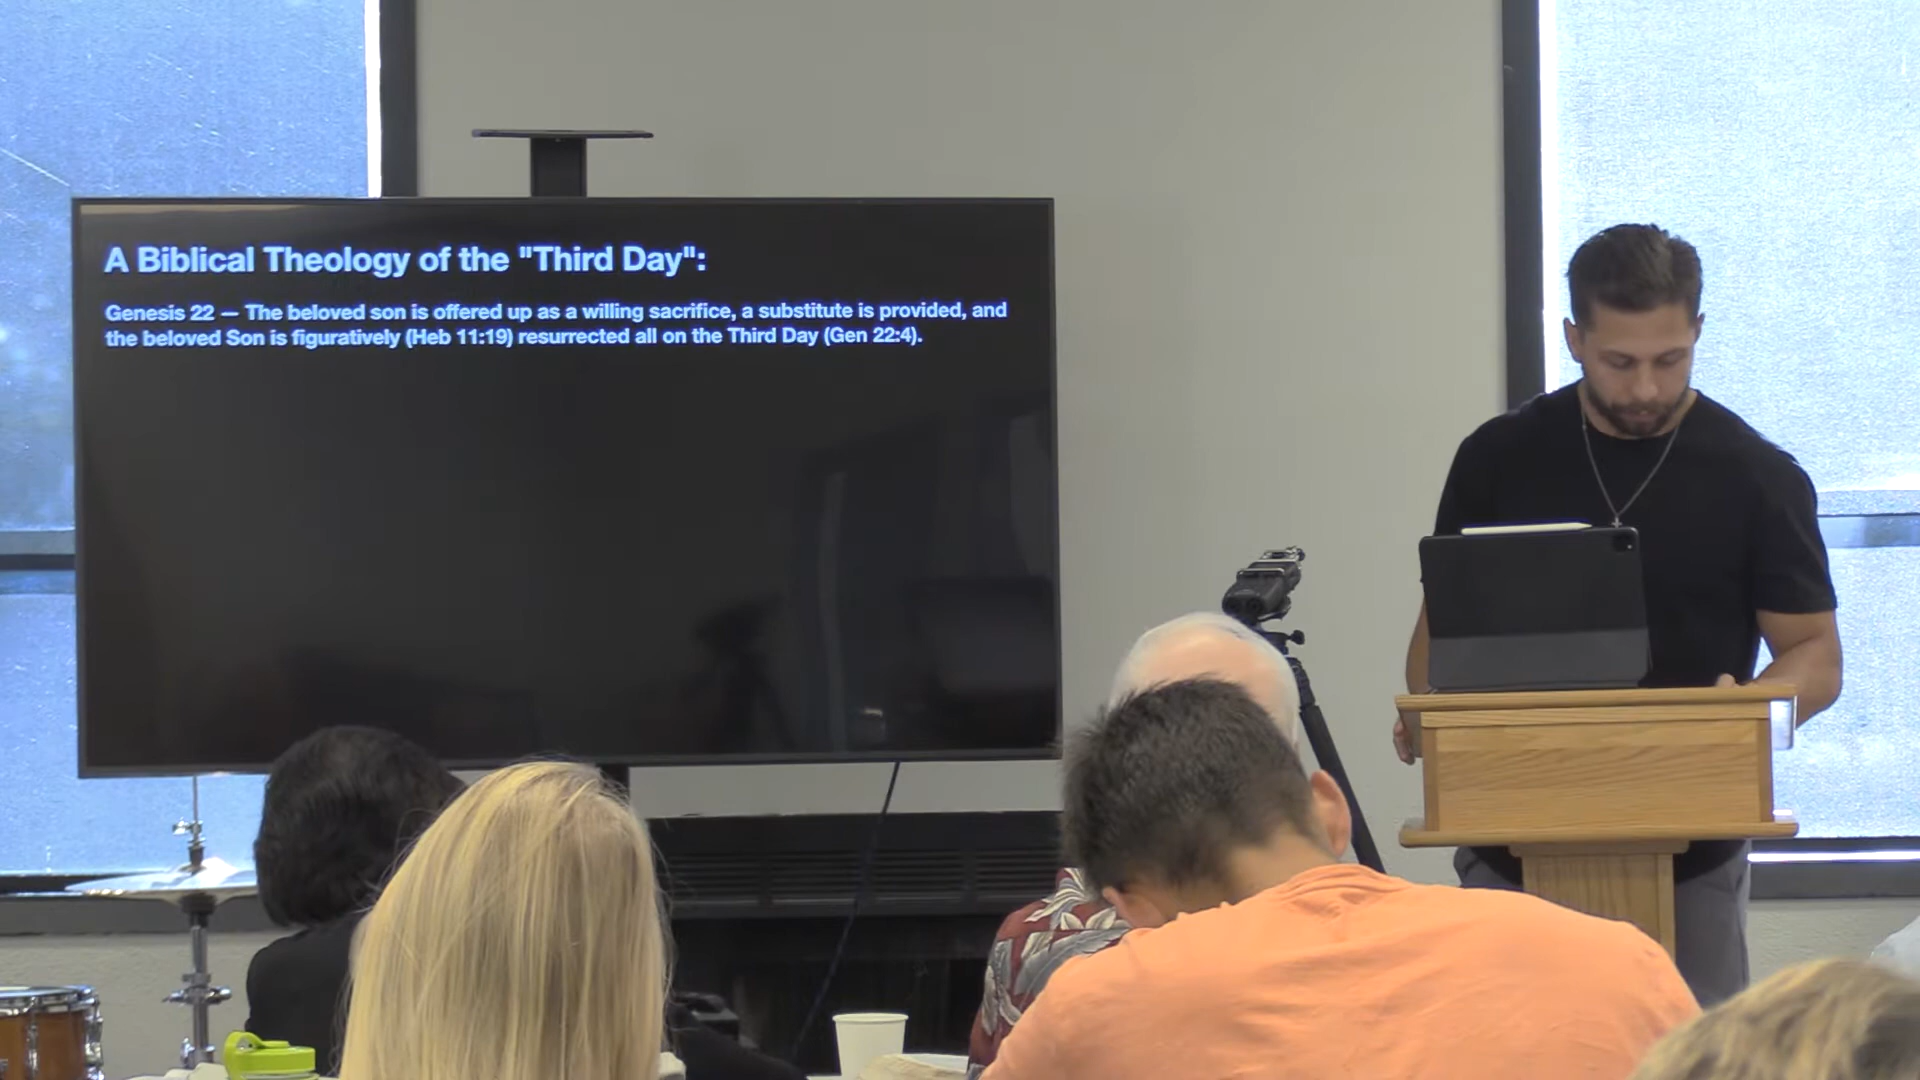 A Biblical Theology of the "Third Day":
Genesis 22 — The beloved son is offered up as a willing sacrifice, a substitute is provided, and
the beloved Son is figuratively (Heb 11:19) resurrected all on the Third Day (Gen 22:4).